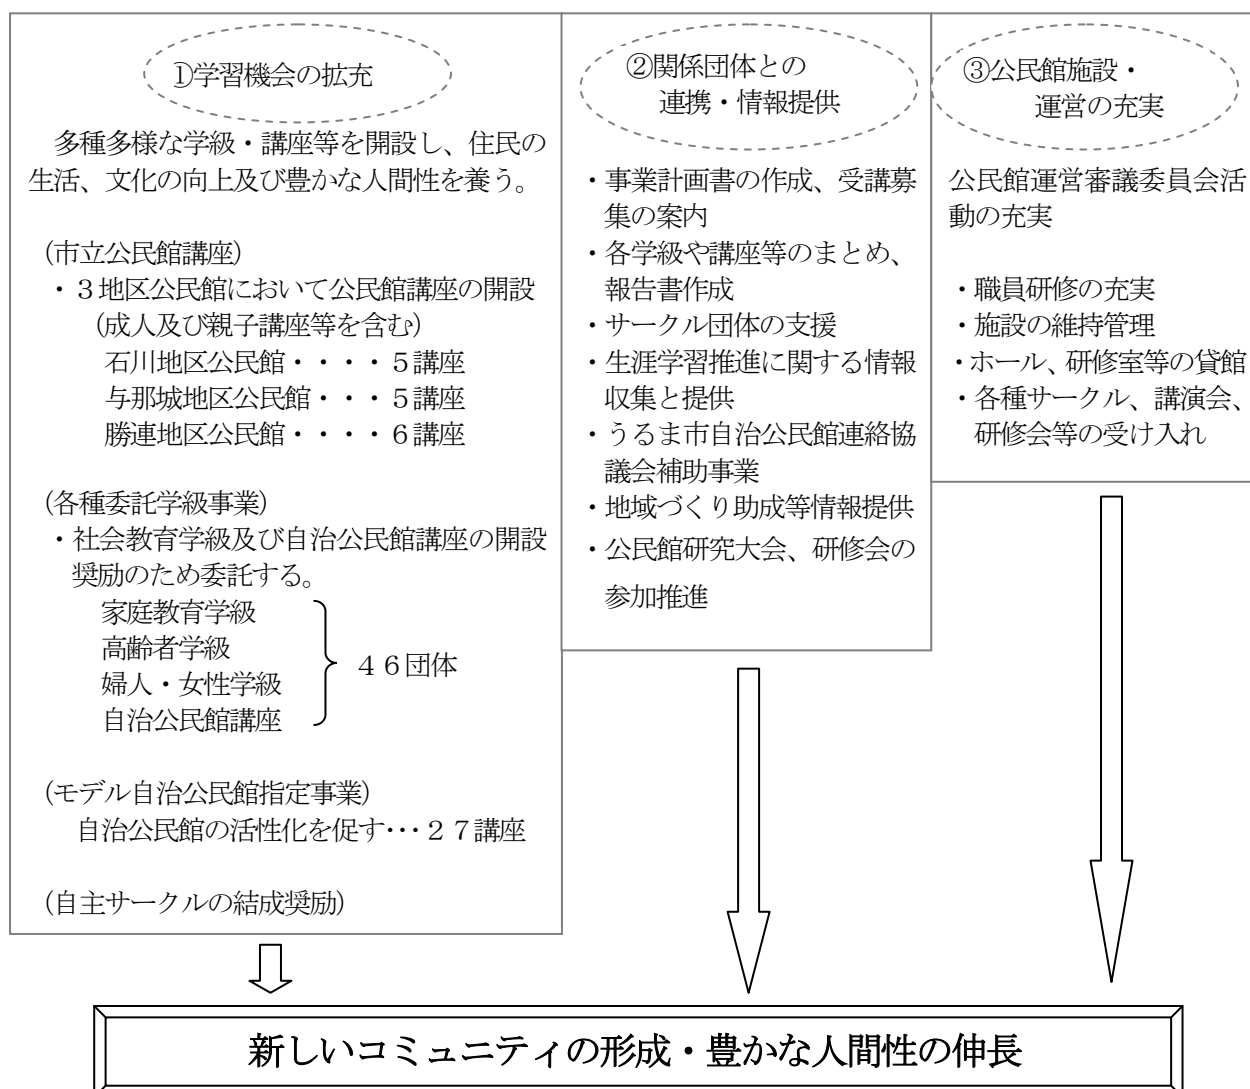 ①学習機会の拡充
多種多様な学級・講座等を開設し、住民の
生活、文化の向上及び豊かな人間性を養う。
(市立公民館講座)
・３地区公民館において公民館講座の開設
(成人及び親子講座等を含む)
石川地区公民館・・・・５講座
与那城地区公民館・・・５講座
勝連地区公民館・・・・６講座
(各種委託学級事業)
・社会教育学級及び自治公民館講座の開設
奨励のため委託する。
家庭教育学級
高齢者学級
婦人・女性学級
自治公民館講座
４６団体
(モデル自治公民館指定事業)
自治公民館の活性化を促す・・・２７講座
(自主サークルの結成奨励)
②関係団体との
連携・情報提供
・事業計画書の作成、受講募
集の案内
・各学級や講座等のまとめ、
報告書作成
・サークル団体の支援
・生涯学習推進に関する情報
収集と提供
・うるま市自治公民館連絡協
議会補助事業
・地域づくり助成等情報提供
・公民館研究大会、研修会の
参加推進
③公民館施設・
運営の充実
公民館運営審議委員会活
動の充実
・職員研修の充実
・施設の維持管理
・ホール、研修室等の貸館
・各種サークル、講演会、
研修会等の受け入れ
新しいコミュニティの形成・豊かな人間性の伸長